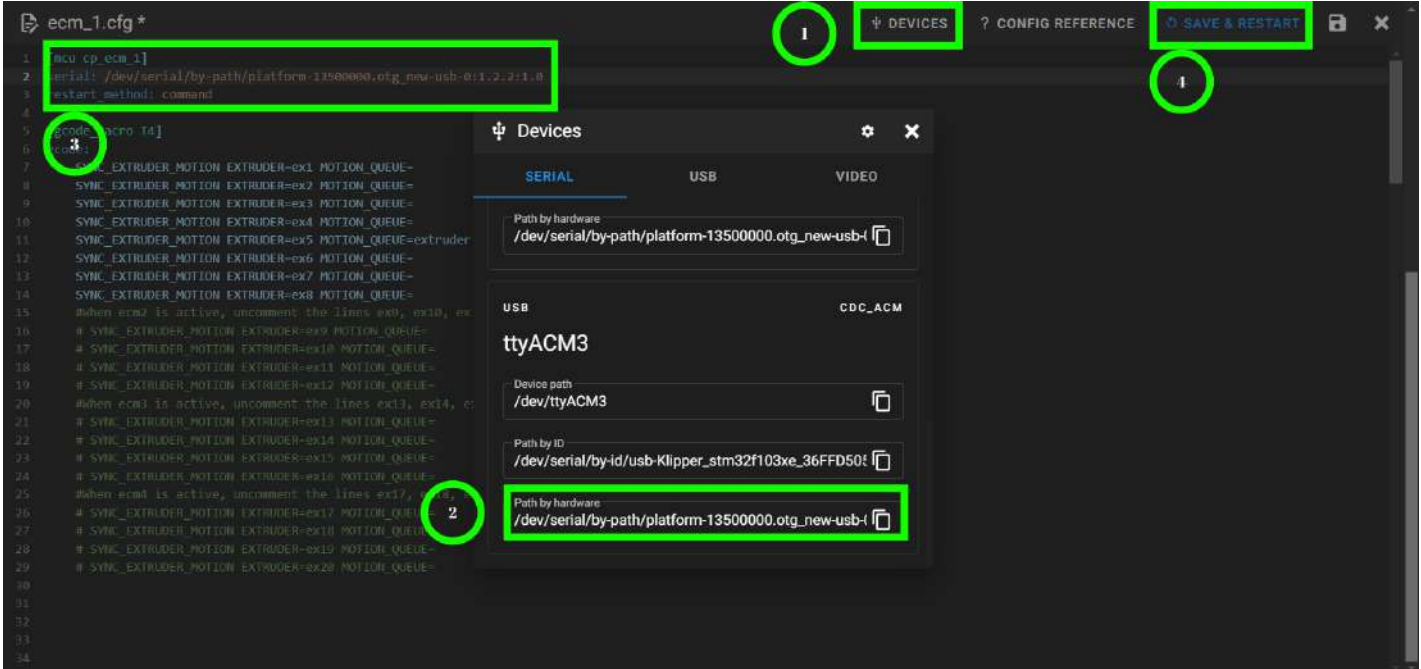 ecm_1.cfg *
1
DEVICES
? CONFIG REFERENCE
SAVE & RESTART
4
1 [mcu cp_ecm_1]
2 serial: /dev/serial/by-path/platform-13500000.otg_new-usb-0:1.2.2:1.0
3 restart_method: command
4
5 gcode_macro T4]
3
6 gcode:
7 SYNC_EXTRUDER_MOTION EXTRUDER=ex1 MOTION_QUEUE=
8 SYNC_EXTRUDER_MOTION EXTRUDER=ex2 MOTION_QUEUE=
9 SYNC_EXTRUDER_MOTION EXTRUDER=ex3 MOTION_QUEUE=
10 SYNC_EXTRUDER_MOTION EXTRUDER=ex4 MOTION_QUEUE=
11 SYNC_EXTRUDER_MOTION EXTRUDER=ex5 MOTION_QUEUE=extruder
12 SYNC_EXTRUDER_MOTION EXTRUDER=ex6 MOTION_QUEUE=
13 SYNC_EXTRUDER_MOTION EXTRUDER=ex7 MOTION_QUEUE=
14 SYNC_EXTRUDER_MOTION EXTRUDER=ex8 MOTION_QUEUE=
15 #When ecm2 is active, uncomment the lines ex9, ex10, ex
16 # SYNC_EXTRUDER_MOTION EXTRUDER=ex9 MOTION_QUEUE=
17 # SYNC_EXTRUDER_MOTION EXTRUDER=ex10 MOTION_QUEUE=
18 # SYNC_EXTRUDER_MOTION EXTRUDER=ex11 MOTION_QUEUE=
19 # SYNC_EXTRUDER_MOTION EXTRUDER=ex12 MOTION_QUEUE=
20 #When ecm3 is active, uncomment the lines ex13, ex14, e
21 # SYNC_EXTRUDER_MOTION EXTRUDER=ex13 MOTION_QUEUE=
22 # SYNC_EXTRUDER_MOTION EXTRUDER=ex14 MOTION_QUEUE=
23 # SYNC_EXTRUDER_MOTION EXTRUDER=ex15 MOTION_QUEUE=
24 # SYNC_EXTRUDER_MOTION EXTRUDER=ex16 MOTION_QUEUE=
25 #When ecm4 is active, uncomment the lines ex17, ex18,
26 # SYNC_EXTRUDER_MOTION EXTRUDER=ex17 MOTION_QUEUE=
27 # SYNC_EXTRUDER_MOTION EXTRUDER=ex18 MOTION_QUEUE=
28 # SYNC_EXTRUDER_MOTION EXTRUDER=ex19 MOTION_QUEUE=
29 # SYNC_EXTRUDER_MOTION EXTRUDER=ex20 MOTION_QUEUE=
30
31
32
33
34
Devices
SERIAL
USB
VIDEO
Path by hardware
/dev/serial/by-path/platform-13500000.otg_new-usb-(
USB
CDC_ACM
ttyACM3
Device path
/dev/ttyACM3
Path by ID
/dev/serial/by-id/usb-Klipper_stm32f103xe_36FFD505
2
Path by hardware
/dev/serial/by-path/platform-13500000.otg_new-usb-(